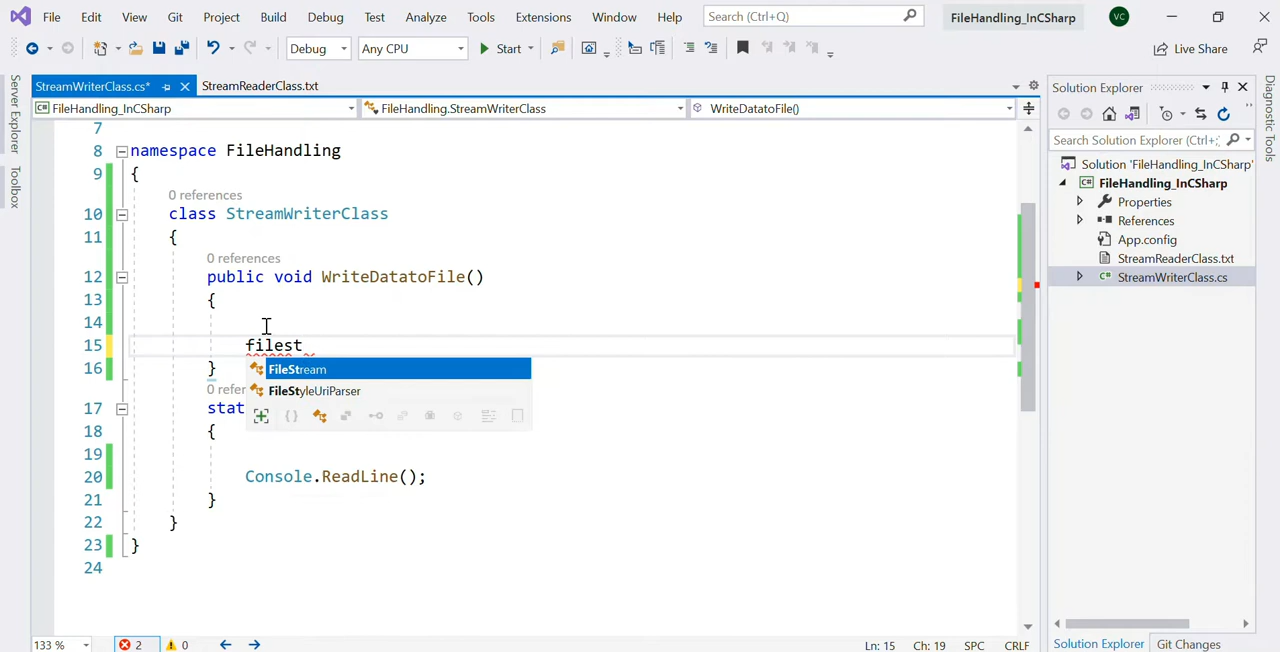 File Edit View Git Project Build Debug Test Analyze Tools Extensions Window Help Search (Ctrl+Q) FileHandling_InCSharp VC
Debug Any CPU Start Live Share
StreamWriterClass.cs* StreamReaderClass.txt
FileHandling_InCSharp FileHandling.StreamWriterClass WriteDatatoFile()
Server Explorer
Toolbox
7
8 namespace FileHandling
9 {
0 references
10 class StreamWriterClass
11 {
0 references
12 public void WriteDatatoFile()
13 {
14
15 filest
FileStream
FileStyleUriParser
16 }
0 refer
17 stat
18 {
19
20 Console.ReadLine();
21 }
22 }
23 }
24
133 % 2 0 Ln: 15 Ch: 19 SPC CRLF
Solution Explorer
Search Solution Explorer (Ctrl+;
Solution 'FileHandling_InCSharp'
FileHandling_InCSharp
Properties
References
App.config
StreamReaderClass.txt
StreamWriterClass.cs
Solution Explorer Git Changes
Diagnostic Tools